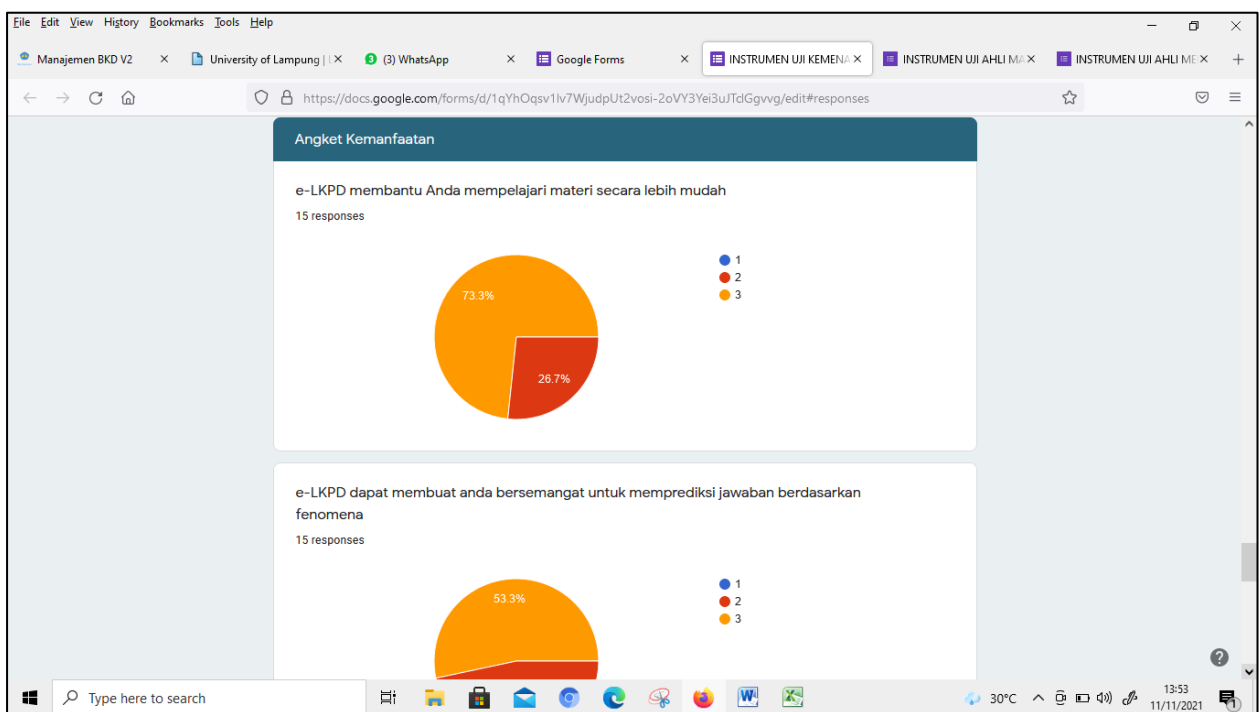 File Edit View History Bookmarks Tools Help
Manajemen BKD V2 University of Lampung | (3) WhatsApp Google Forms INSTRUMEN UJI KEMENA INSTRUMEN UJI AHLI MA INSTRUMEN UJI AHLI ME
https://docs.google.com/forms/d/1qYhOqsv1lv7WjudpUt2vosi-2oVY3Yei3uJTdGgvvg/edit#responses
Angket Kemanfaatan
e-LKPD membantu Anda mempelajari materi secara lebih mudah
15 responses
1
2
3
73.3%
26.7%
e-LKPD dapat membuat anda bersemangat untuk memprediksi jawaban berdasarkan
fenomena
15 responses
1
2
3
53.3%
Type here to search
30°C
13:53
11/11/2021